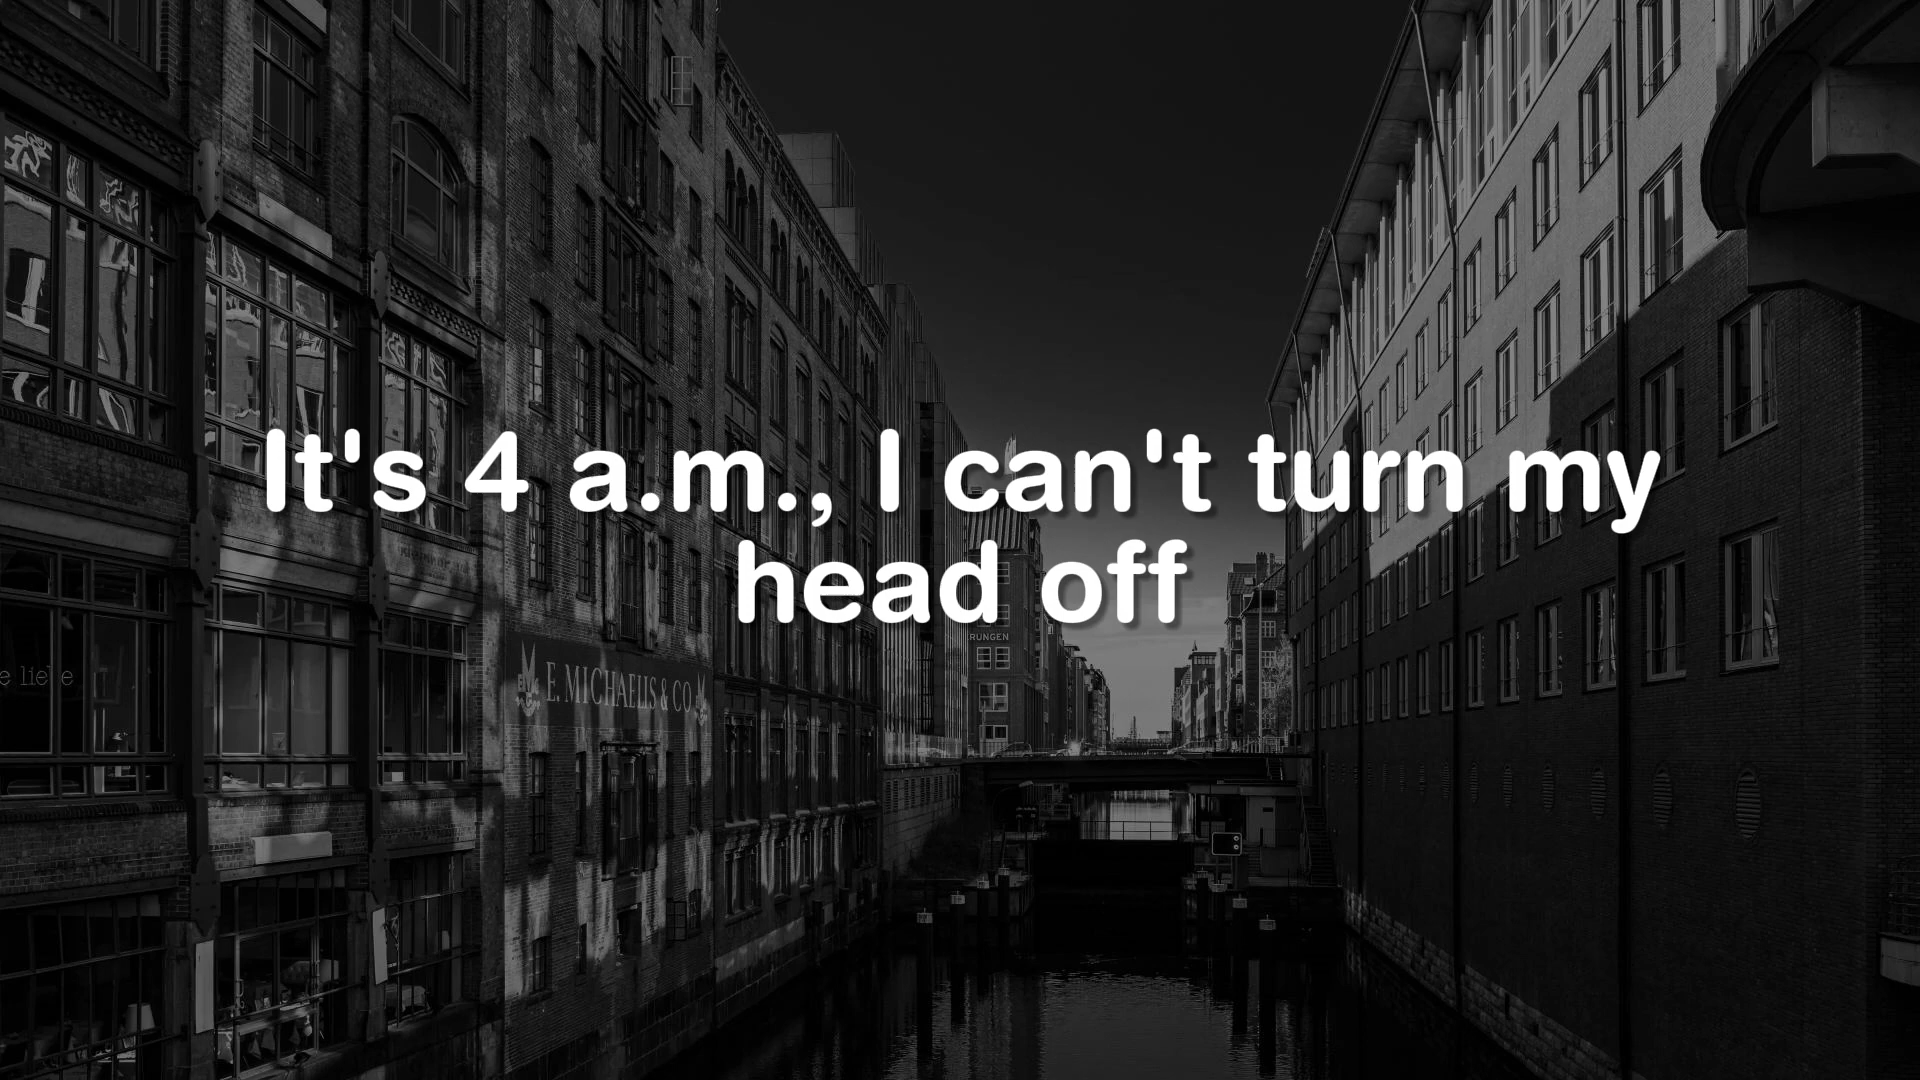 It's 4 a.m., I can't turn my
head off
RUNGEN
E. MICHAELIS & CO.